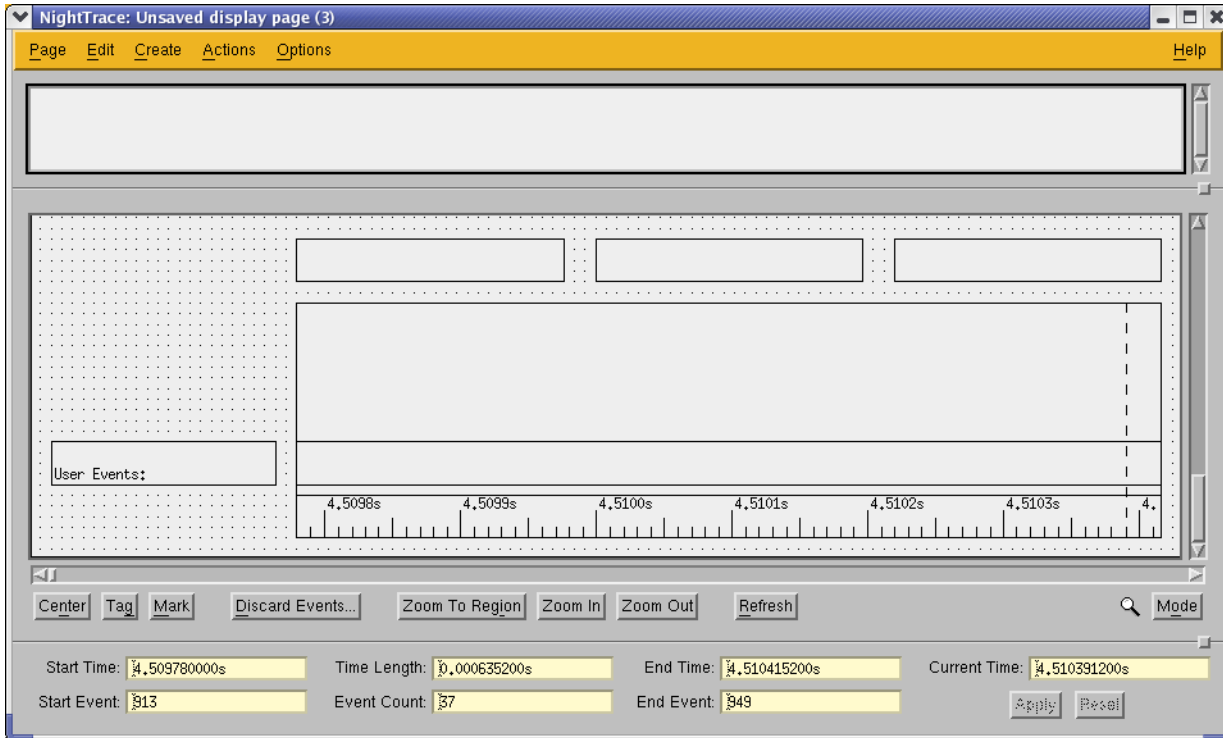 NightTrace: Unsaved display page (3)
Page Edit Create Actions Options Help
User Events:
4.5098s 4.5099s 4.5100s 4.5101s 4.5102s 4.5103s 4.
Center Tag Mark Discard Events... Zoom To Region Zoom In Zoom Out Refresh Mode
Start Time: 4.509780000s Time Length: 0.000635200s End Time: 4.510415200s Current Time: 4.510391200s
Start Event: 913 Event Count: 37 End Event: 949 Apply Reset